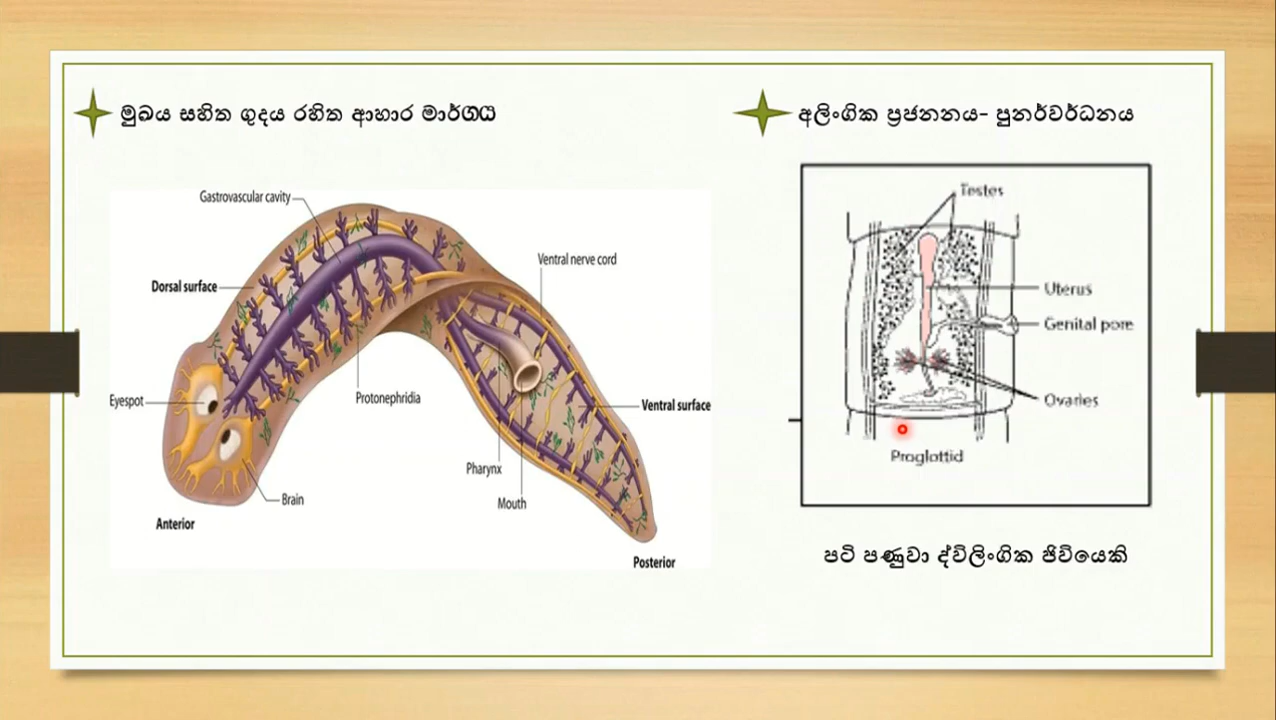 මුඛය සහිත ගුදය රහිත ආහාර මාර්ගය
Gastrovascular cavity
Ventral nerve cord
Dorsal surface
Protonephridia
Eyespot
Ventral surface
Pharynx
Brain
Mouth
Anterior
Posterior
අලිංගික ප්‍රජනනය- පුනර්වර්ධනය
Testes
Uterus
Genital pore
Ovaries
Proglottid
පටි පණුවා ද්විලිංගික ජිවියෙකි